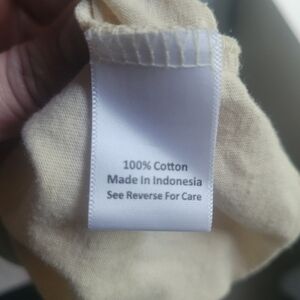 100% Cotton
Made In Indonesia
See Reverse For Care